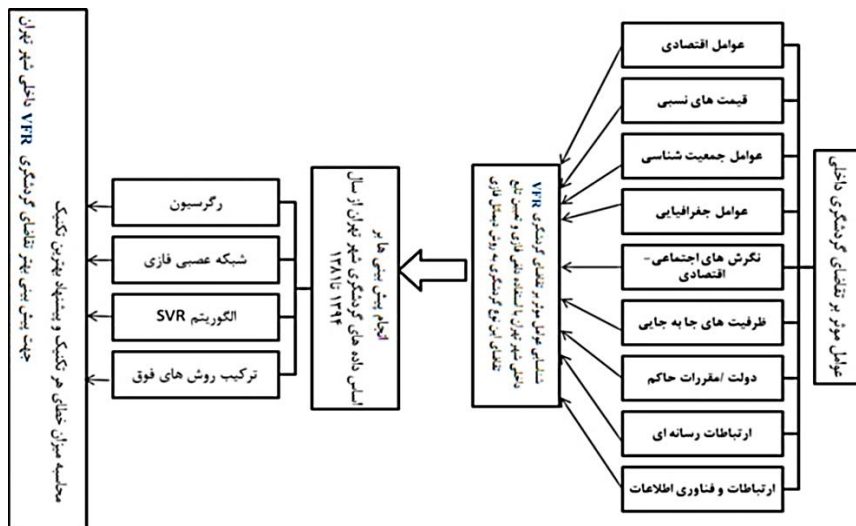 عوامل موثر بر تقاضای گردشگری داخلی
عوامل اقتصادی
قیمت های نسبی
عوامل جمعیت شناسی
عوامل جغرافیایی
نگرش های اجتماعی-
اقتصادی
ظرفیت های جا به جایی
دولت /مقررات حاکم
ارتباطات رسانه ای
ارتباطات و فناوری اطلاعات
شناسایی عوامل موثر بر تقاضای گردشگری VFR
داخلی شهر تهران با استفاده دلفی فازی و تعیین تابع
تقاضای این نوع گردشگری به روش دیمتل فازی
انجام پیش بینی ها بر
اساس داده های گردشگری شهر تهران از سال
۱۳۸۱ تا ۱۳۹۴
رگرسیون
شبکه عصبی فازی
الگوریتم SVR
ترکیب روش های فوق
محاسبه میزان خطای هر تکنیک و پیشنهاد بهترین تکنیک
جهت پیش بینی بهتر تقاضای گردشگری VFR داخلی شهر تهران